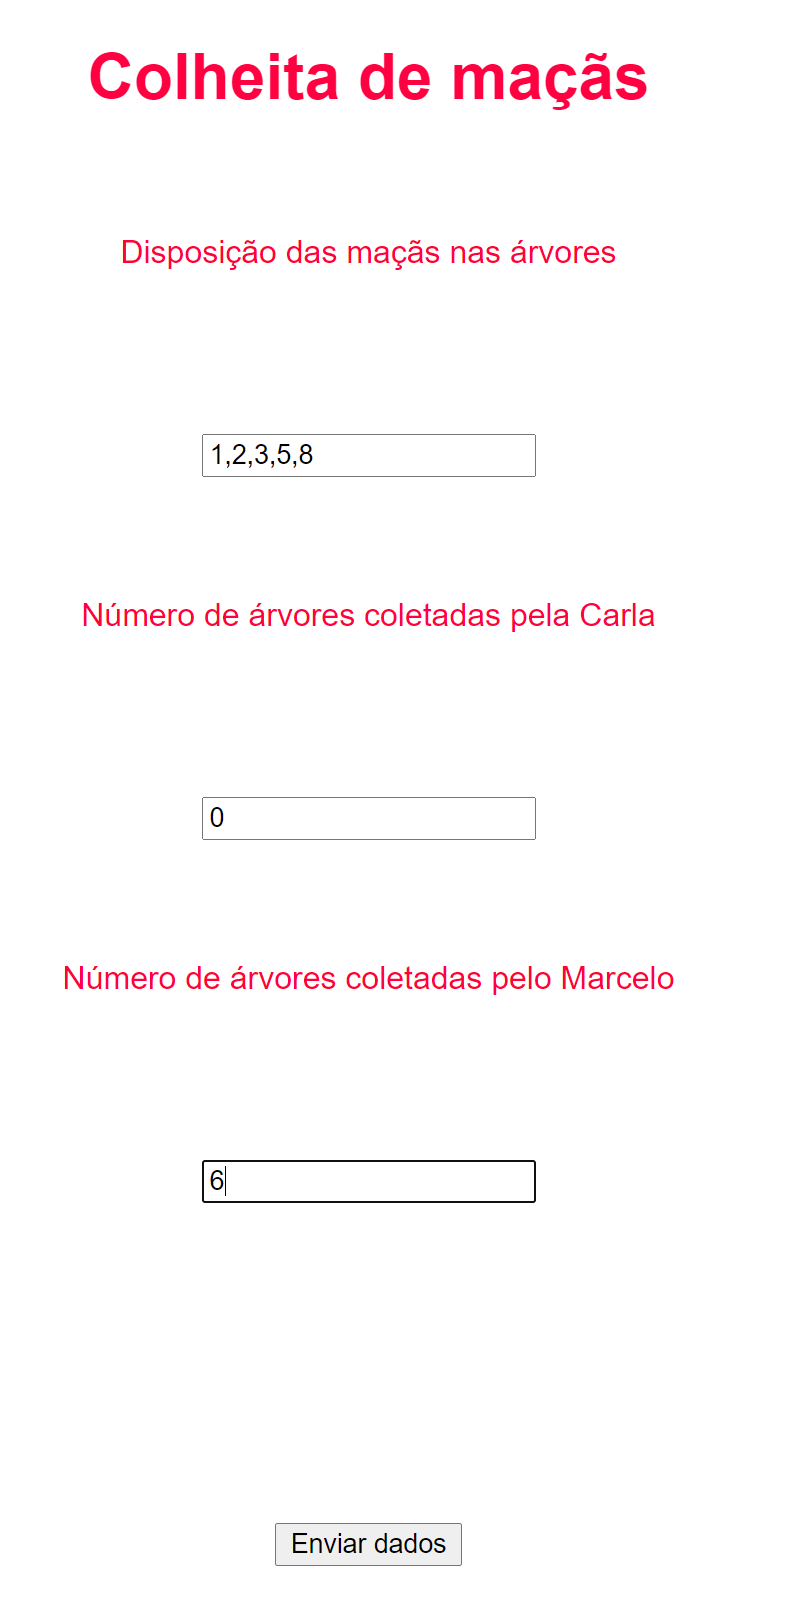 Colheita de maçãs
Disposição das maçãs nas árvores
1,2,3,5,8
Número de árvores coletadas pela Carla
0
Número de árvores coletadas pelo Marcelo
6
Enviar dados